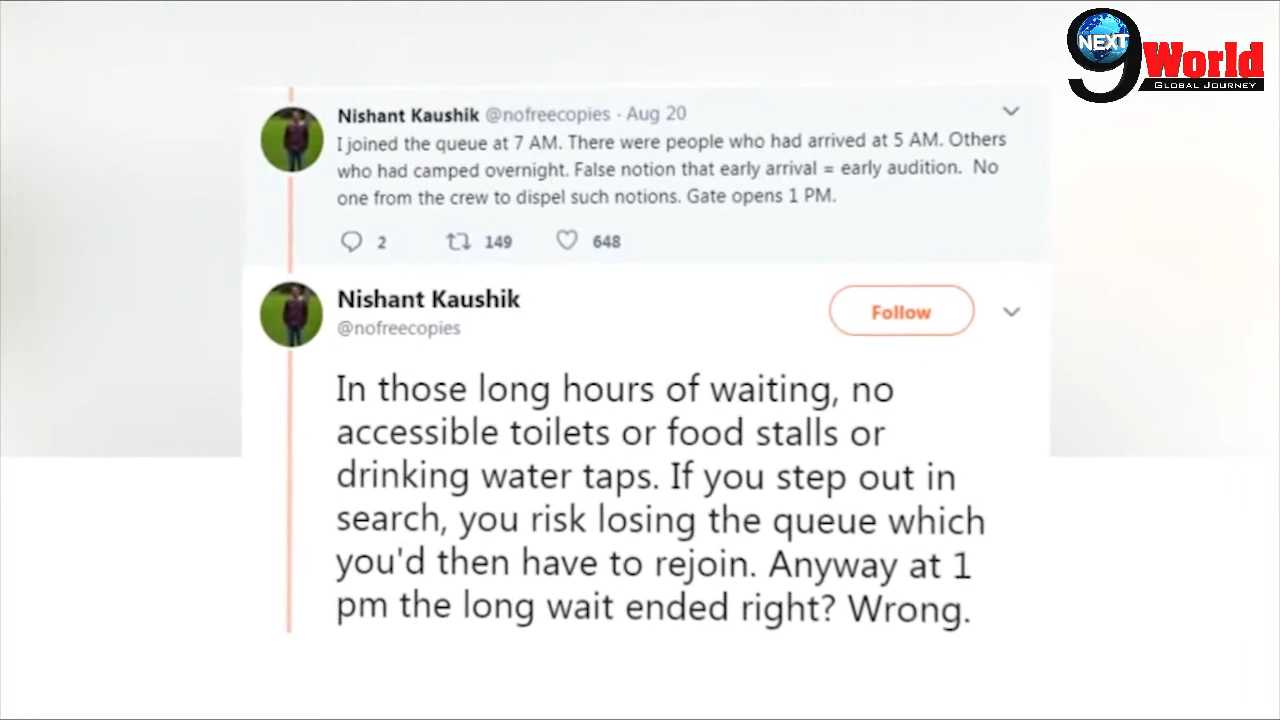 NEXT
9 World
GLOBAL JOURNEY
Nishant Kaushik @nofreecopies · Aug 20
I joined the queue at 7 AM. There were people who had arrived at 5 AM. Others
who had camped overnight. False notion that early arrival = early audition. No
one from the crew to dispel such notions. Gate opens 1 PM.
2 149 648
Nishant Kaushik
Follow
@nofreecopies
In those long hours of waiting, no
accessible toilets or food stalls or
drinking water taps. If you step out in
search, you risk losing the queue which
you'd then have to rejoin. Anyway at 1
pm the long wait ended right? Wrong.